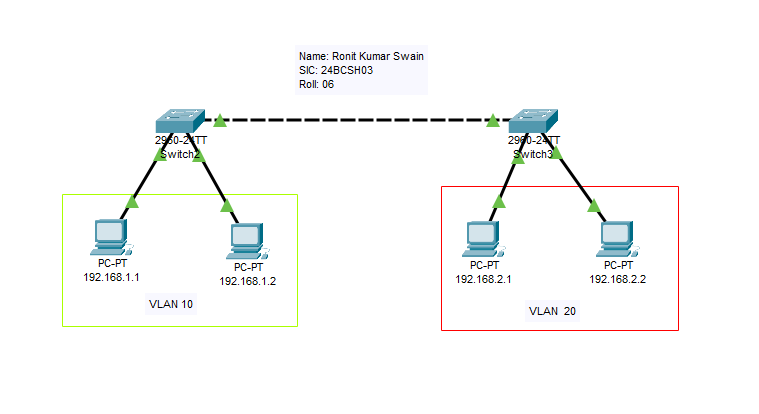 Name: Ronit Kumar Swain
SIC: 24BCSH03
Roll: 06
2960-24TT
Switch2
2960-24TT
Switch3
PC-PT
192.168.1.1
PC-PT
192.168.1.2
VLAN 10
PC-PT
192.168.2.1
PC-PT
192.168.2.2
VLAN 20